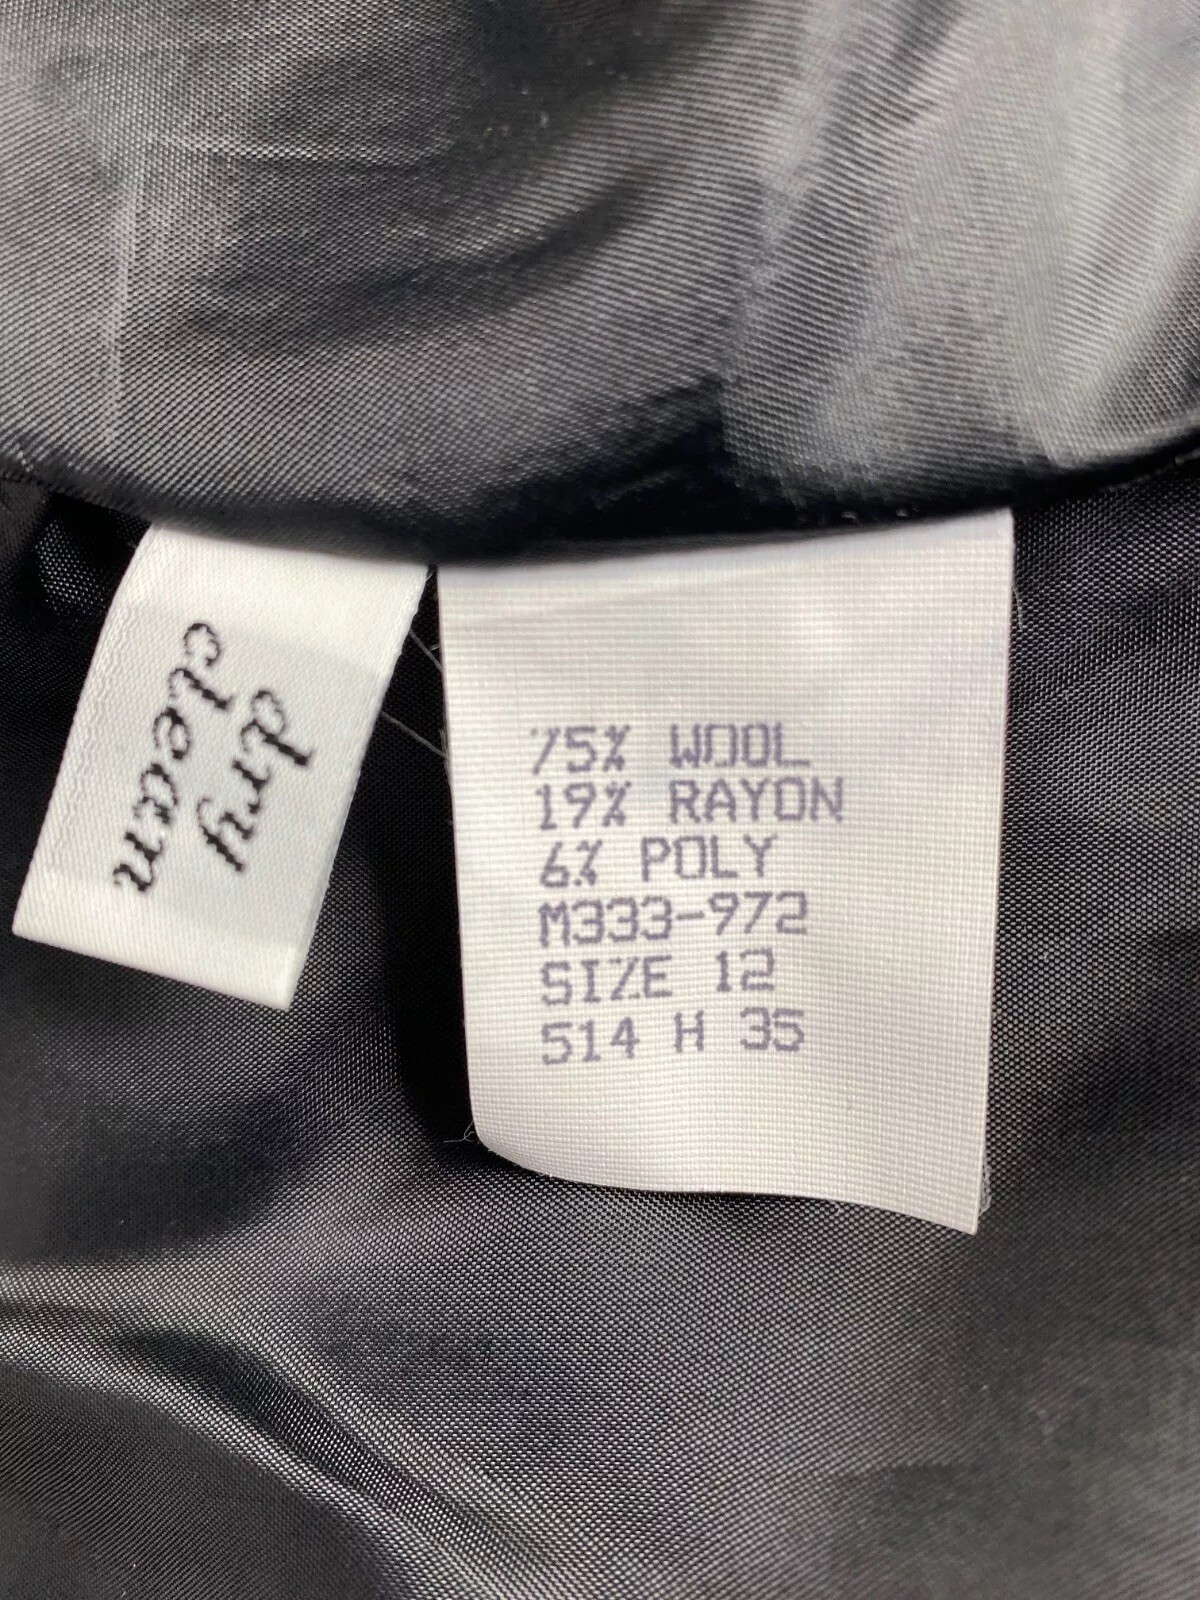 dry
clean
75% WOOL
19% RAYON
6% POLY
M333-972
SIZE 12
514 H 35